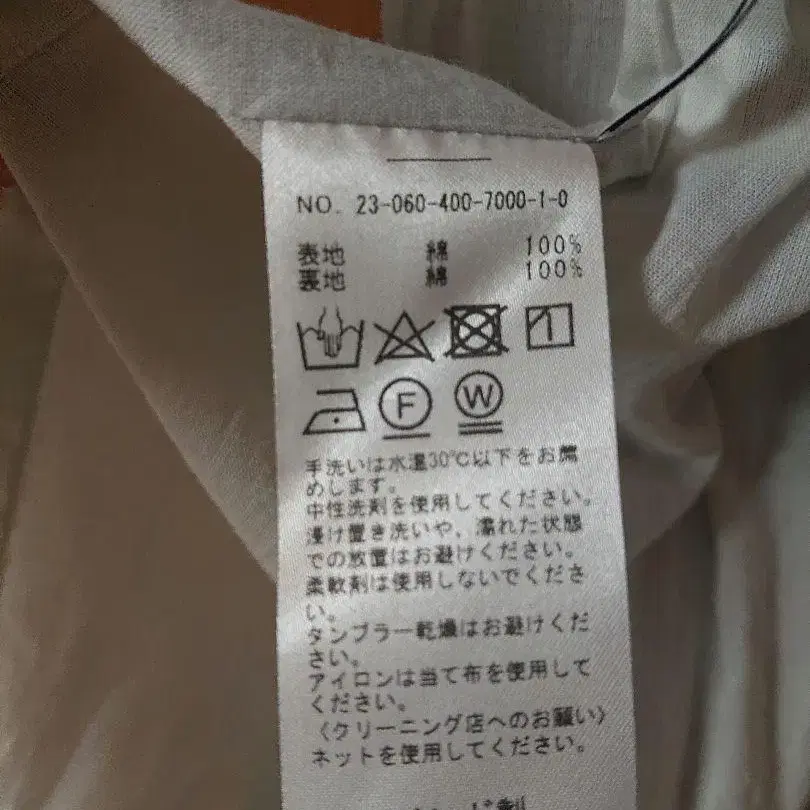 NO. 23-060-400-7000-1-0
表地 綿 100%
裏地 綿 100%
F W
手洗いは水温30℃以下をお薦
めします。
中性洗剤を使用してください。
浸け置き洗いや、濡れた状態
での放置はお避けください。
柔軟剤は使用しないでくださ
い。
タンブラー乾燥はお避けくだ
さい。
アイロンは当て布を使用して
ください。
〈クリーニング店へのお願い〉
ネットを使用してください。